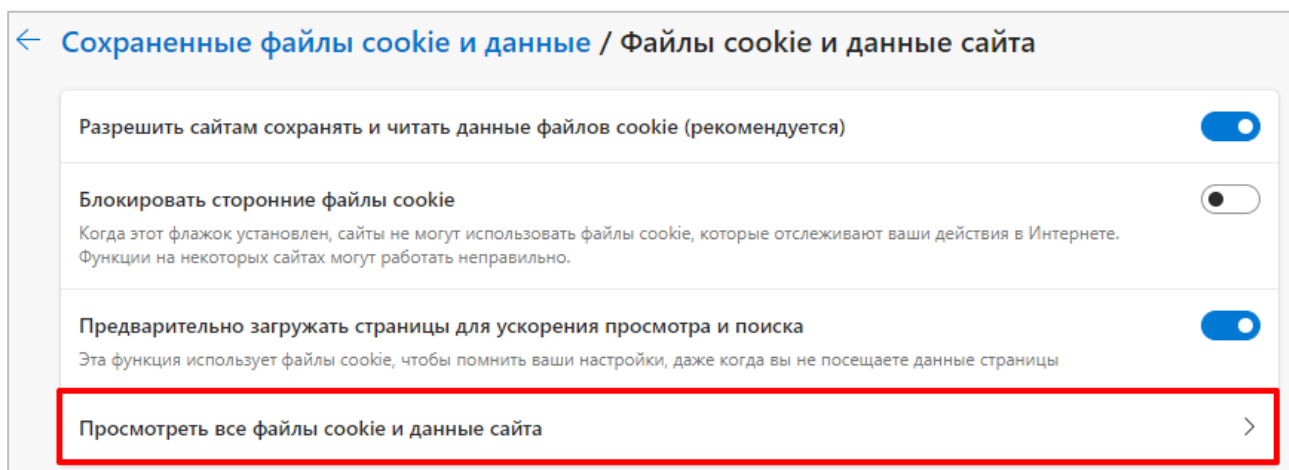 Сохраненные файлы cookie и данные / Файлы cookie и данные сайта
Разрешить сайтам сохранять и читать данные файлов cookie (рекомендуется)
Блокировать сторонние файлы cookie
Когда этот флажок установлен, сайты не могут использовать файлы cookie, которые отслеживают ваши действия в Интернете.
Функции на некоторых сайтах могут работать неправильно.
Предварительно загружать страницы для ускорения просмотра и поиска
Эта функция использует файлы cookie, чтобы помнить ваши настройки, даже когда вы не посещаете данные страницы
Просмотреть все файлы cookie и данные сайта